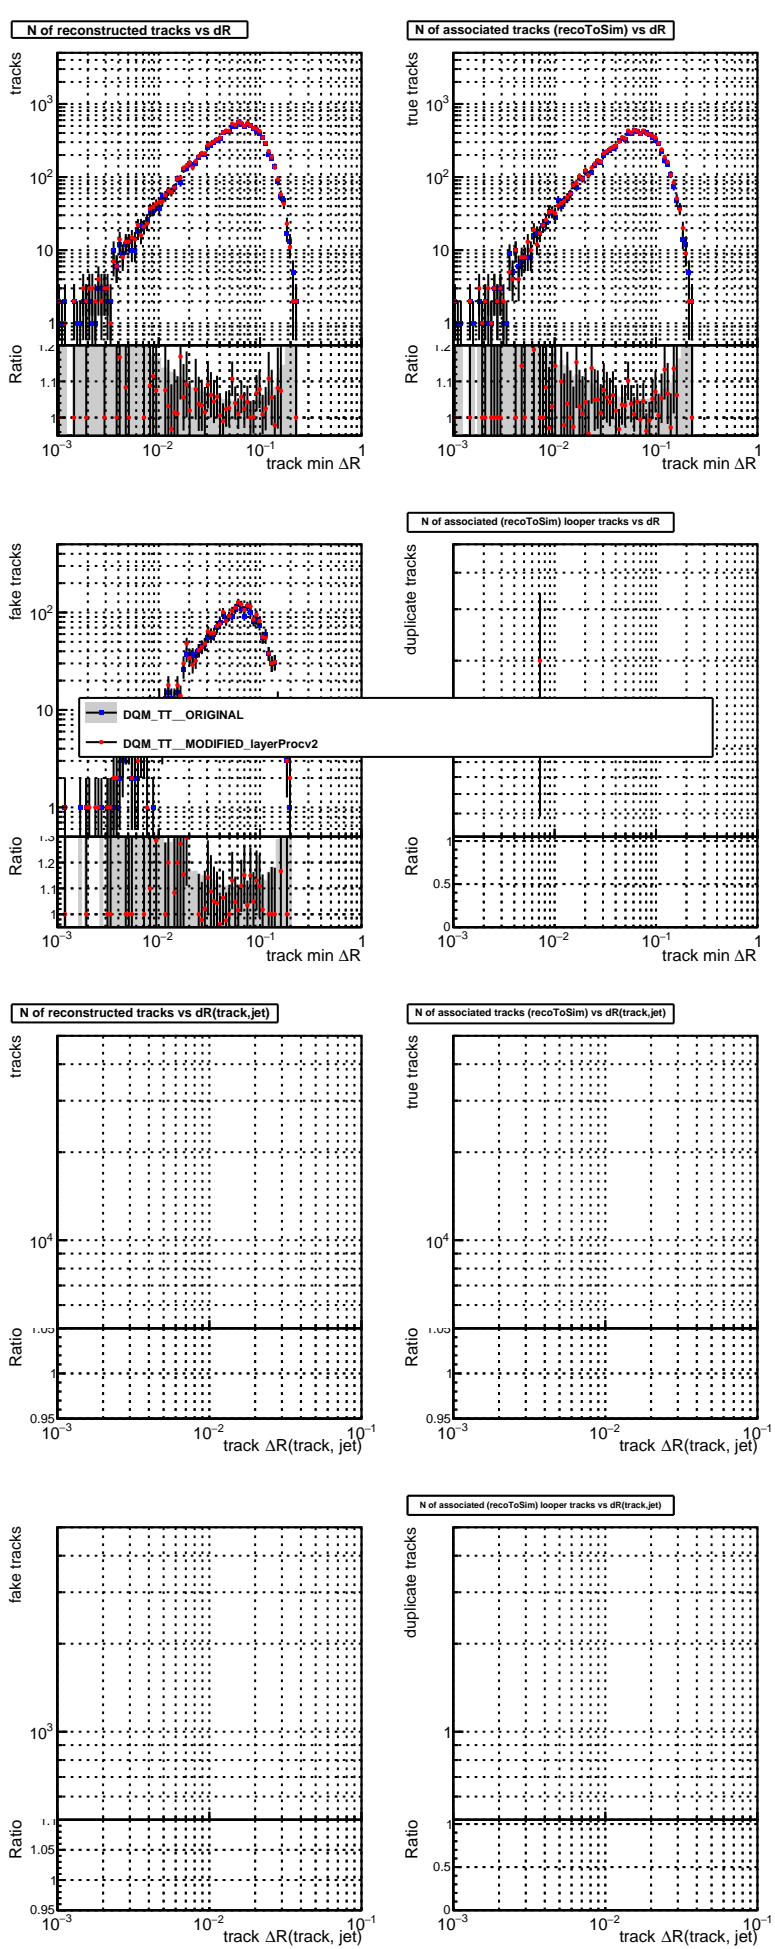 N of reconstructed tracks vs dR
tracks
10³
10²
10
1
Ratio
1.2
1.1
1
10⁻³
10⁻²
10⁻¹
1
track min ΔR
N of associated tracks (recoToSim) vs dR
true tracks
10³
10²
10
1
Ratio
1.2
1.1
1
10⁻³
10⁻²
10⁻¹
1
track min ΔR
fake tracks
10²
10
1
Ratio
1.3
1.2
1.1
1
10⁻³
10⁻²
10⁻¹
1
track min ΔR
N of associated (recoToSim) looper tracks vs dR
duplicate tracks
Ratio
1
0.5
0
10⁻³
10⁻²
10⁻¹
1
track min ΔR
DQM_TT__ORIGINAL
DQM_TT__MODIFIED_layerProcv2
N of reconstructed tracks vs dR(track,jet)
tracks
10⁴
Ratio
1.05
1
0.95
10⁻³
10⁻²
10⁻¹
track ΔR(track, jet)
N of associated tracks (recoToSim) vs dR(track,jet)
true tracks
10⁴
Ratio
1.05
1
0.95
10⁻³
10⁻²
10⁻¹
track ΔR(track, jet)
fake tracks
10³
Ratio
1.1
1.05
1
0.95
10⁻³
10⁻²
10⁻¹
track ΔR(track, jet)
N of associated (recoToSim) looper tracks vs dR(track,jet)
duplicate tracks
1
Ratio
1
0.5
0
10⁻³
10⁻²
10⁻¹
track ΔR(track, jet)